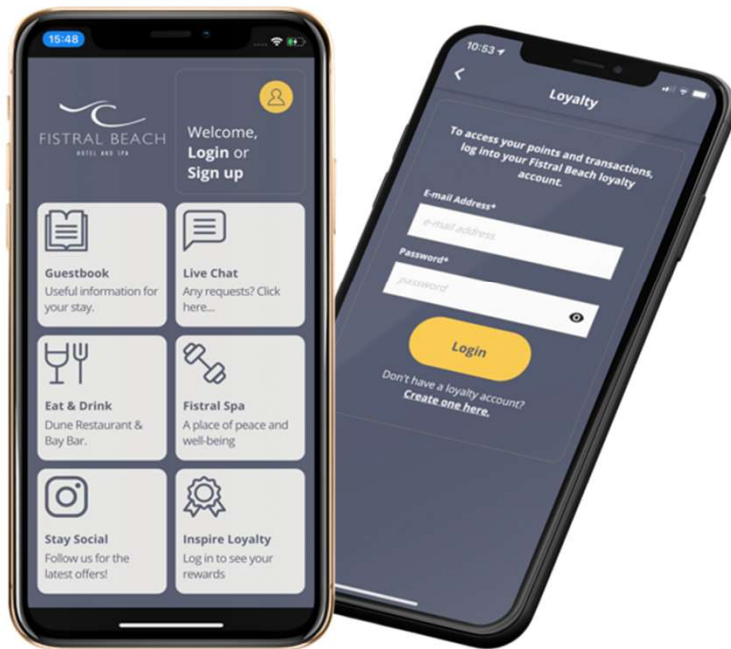 15:48
FISTRAL BEACH
HOTEL AND SPA
Welcome,
Login or
Sign up
Guestbook
Useful information for
your stay.
Live Chat
Any requests? Click
here...
Eat & Drink
Dune Restaurant &
Bay Bar.
Fistral Spa
A place of peace and
well-being
Stay Social
Follow us for the
latest offers!
Inspire Loyalty
Log in to see your
rewards
10:53
Loyalty
To access your points and transactions,
log into your Fistral Beach loyalty
account.
E-mail Address*
e-mail address
Password*
password
Login
Don't have a loyalty account?
Create one here.